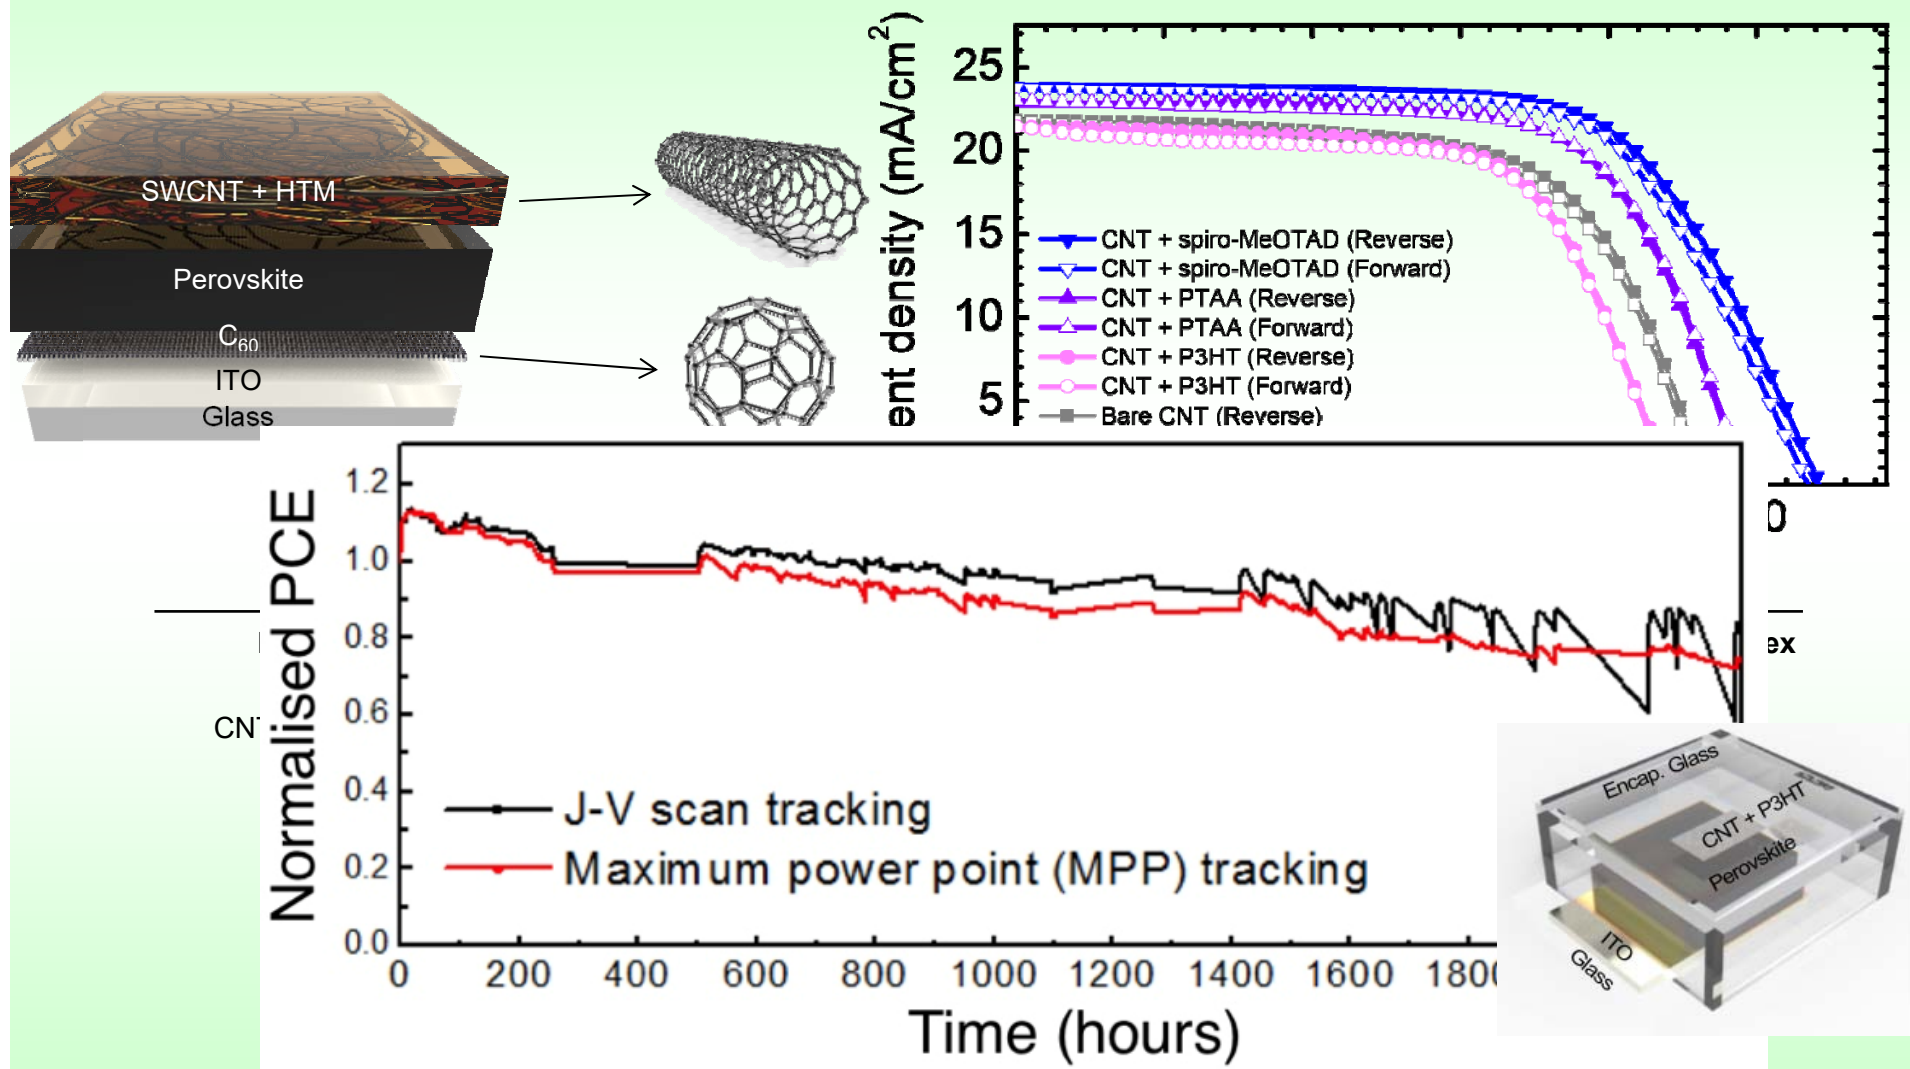 SWCNT + HTM
Perovskite
C60
ITO
Glass
ent density (mA/cm2)
25
20
15
10
5
CNT + spiro-MeOTAD (Reverse)
CNT + spiro-MeOTAD (Forward)
CNT + PTAA (Reverse)
CNT + PTAA (Forward)
CNT + P3HT (Reverse)
CNT + P3HT (Forward)
Bare CNT (Reverse)
0
ex
CNT
Normalised PCE
1.2
1.0
0.8
0.6
0.4
0.2
0.0
J-V scan tracking
Maximum power point (MPP) tracking
0 200 400 600 800 1000 1200 1400 1600 1800
Time (hours)
Encap. Glass
CNT + P3HT
Perovskite
ITO
Glass